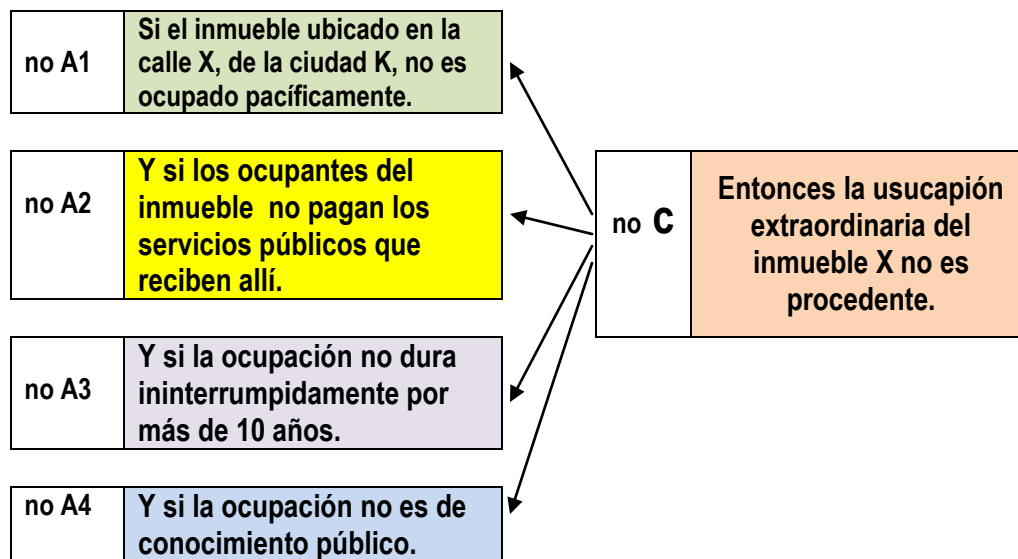 no A1
Si el inmueble ubicado en la
calle X, de la ciudad K, no es
ocupado pacíficamente.
no A2
Y si los ocupantes del
inmueble no pagan los
servicios públicos que
reciben allí.
no C
Entonces la usucapión
extraordinaria del
inmueble X no es
procedente.
no A3
Y si la ocupación no dura
ininterrumpidamente por
más de 10 años.
no A4
Y si la ocupación no es de
conocimiento público.